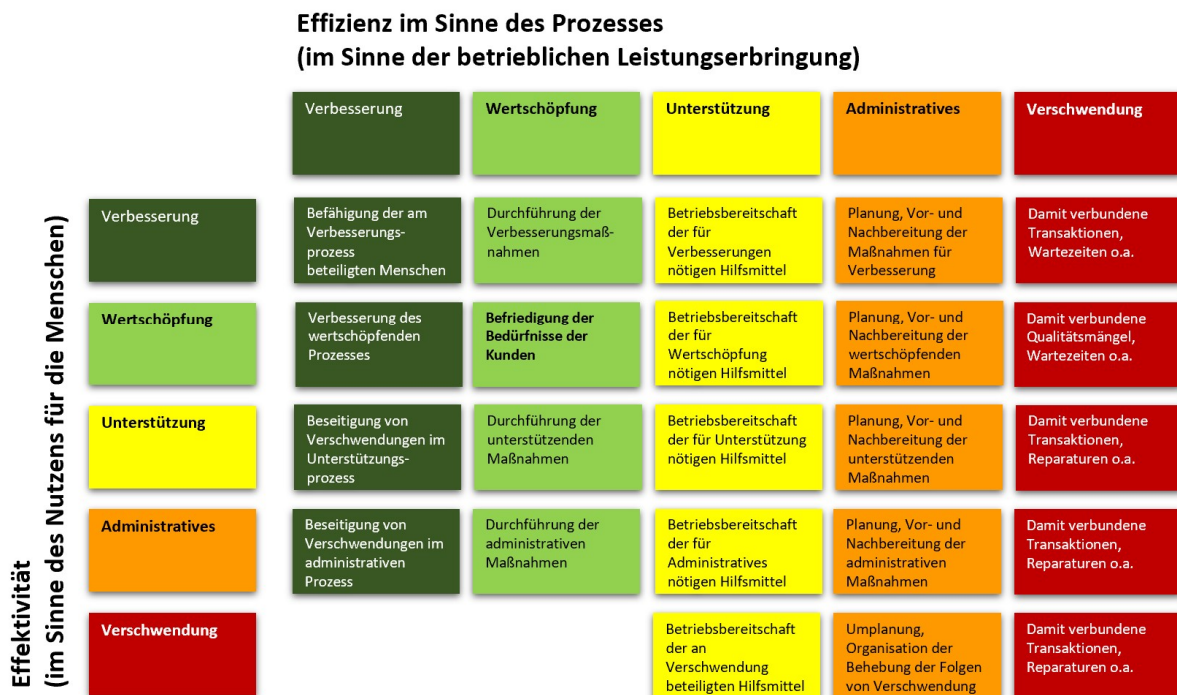 Effizienz im Sinne des Prozesses
(im Sinne der betrieblichen Leistungserbringung)
Verbesserung
Wertschöpfung
Unterstützung
Administratives
Verschwendung
Effektivität
(im Sinne des Nutzens für die Menschen)
Verbesserung
Befähigung der am
Verbesserungs-
prozess
beteiligten Menschen
Durchführung der
Verbesserungsmaß-
nahmen
Betriebsbereitschaft
der für
Verbesserungen
nötigen Hilfsmittel
Planung, Vor- und
Nachbereitung der
Maßnahmen für
Verbesserung
Damit verbundene
Transaktionen,
Wartezeiten o.a.
Wertschöpfung
Verbesserung des
wertschöpfenden
Prozesses
Befriedigung der
Bedürfnisse der
Kunden
Betriebsbereitschaft
der für
Wertschöpfung
nötigen Hilfsmittel
Planung, Vor- und
Nachbereitung der
wertschöpfenden
Maßnahmen
Damit verbundene
Qualitätsmängel,
Wartezeiten o.a.
Unterstützung
Beseitigung von
Verschwendungen im
Unterstützungs-
prozess
Durchführung der
unterstützenden
Maßnahmen
Betriebsbereitschaft
der für Unterstützung
nötigen Hilfsmittel
Planung, Vor- und
Nachbereitung der
unterstützenden
Maßnahmen
Damit verbundene
Transaktionen,
Reparaturen o.a.
Administratives
Beseitigung von
Verschwendungen im
administrativen
Prozess
Durchführung der
administrativen
Maßnahmen
Betriebsbereitschaft
der für
Administratives
nötigen Hilfsmittel
Planung, Vor- und
Nachbereitung der
administrativen
Maßnahmen
Damit verbundene
Transaktionen,
Reparaturen o.a.
Verschwendung
Betriebsbereitschaft
der an
Verschwendung
beteiligten Hilfsmittel
Umplanung,
Organisation der
Behebung der Folgen
von Verschwendung
Damit verbundene
Transaktionen,
Reparaturen o.a.